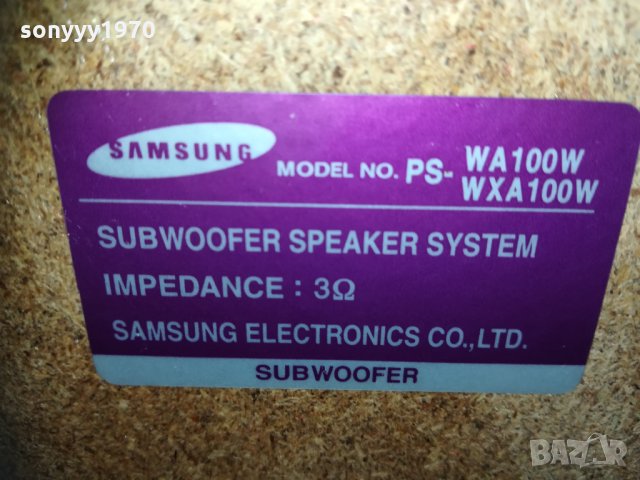 sonyyy1970
SAMSUNG
MODEL NO. PS- WA100W
WXA100W
SUBWOOFER SPEAKER SYSTEM
IMPEDANCE : 3Ω
SAMSUNG ELECTRONICS CO.,LTD.
SUBWOOFER
BAZAR